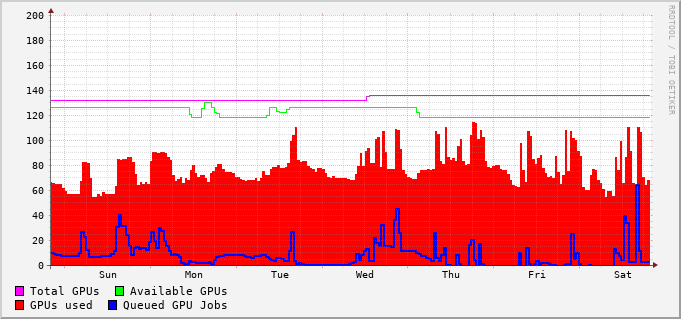 200
180
160
140
120
100
80
60
40
20
0
Sun Mon Tue Wed Thu Fri Sat
Total GPUs Available GPUs
GPUs used Queued GPU Jobs
RRDTOOL / TOBI OETIKER